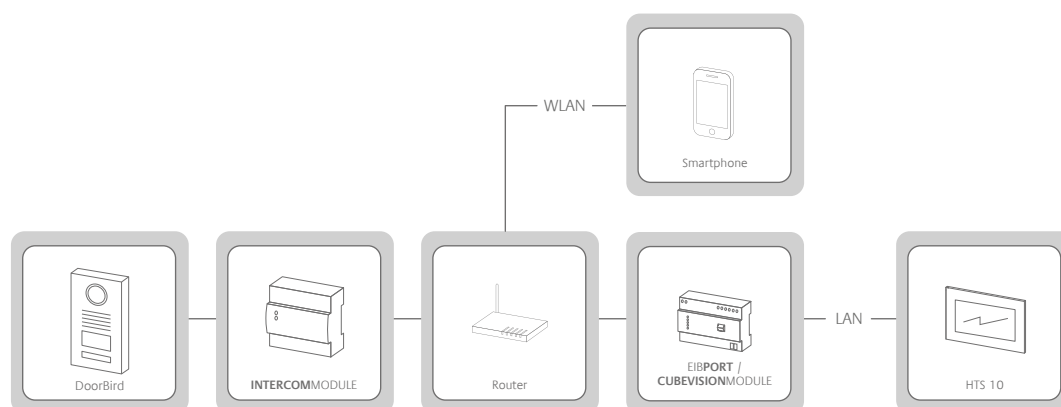 WLAN
Smartphone
DoorBird
INTERCOMMODULE
Router
EIBPORT /
CUBEVISIONMODULE
LAN
HTS 10